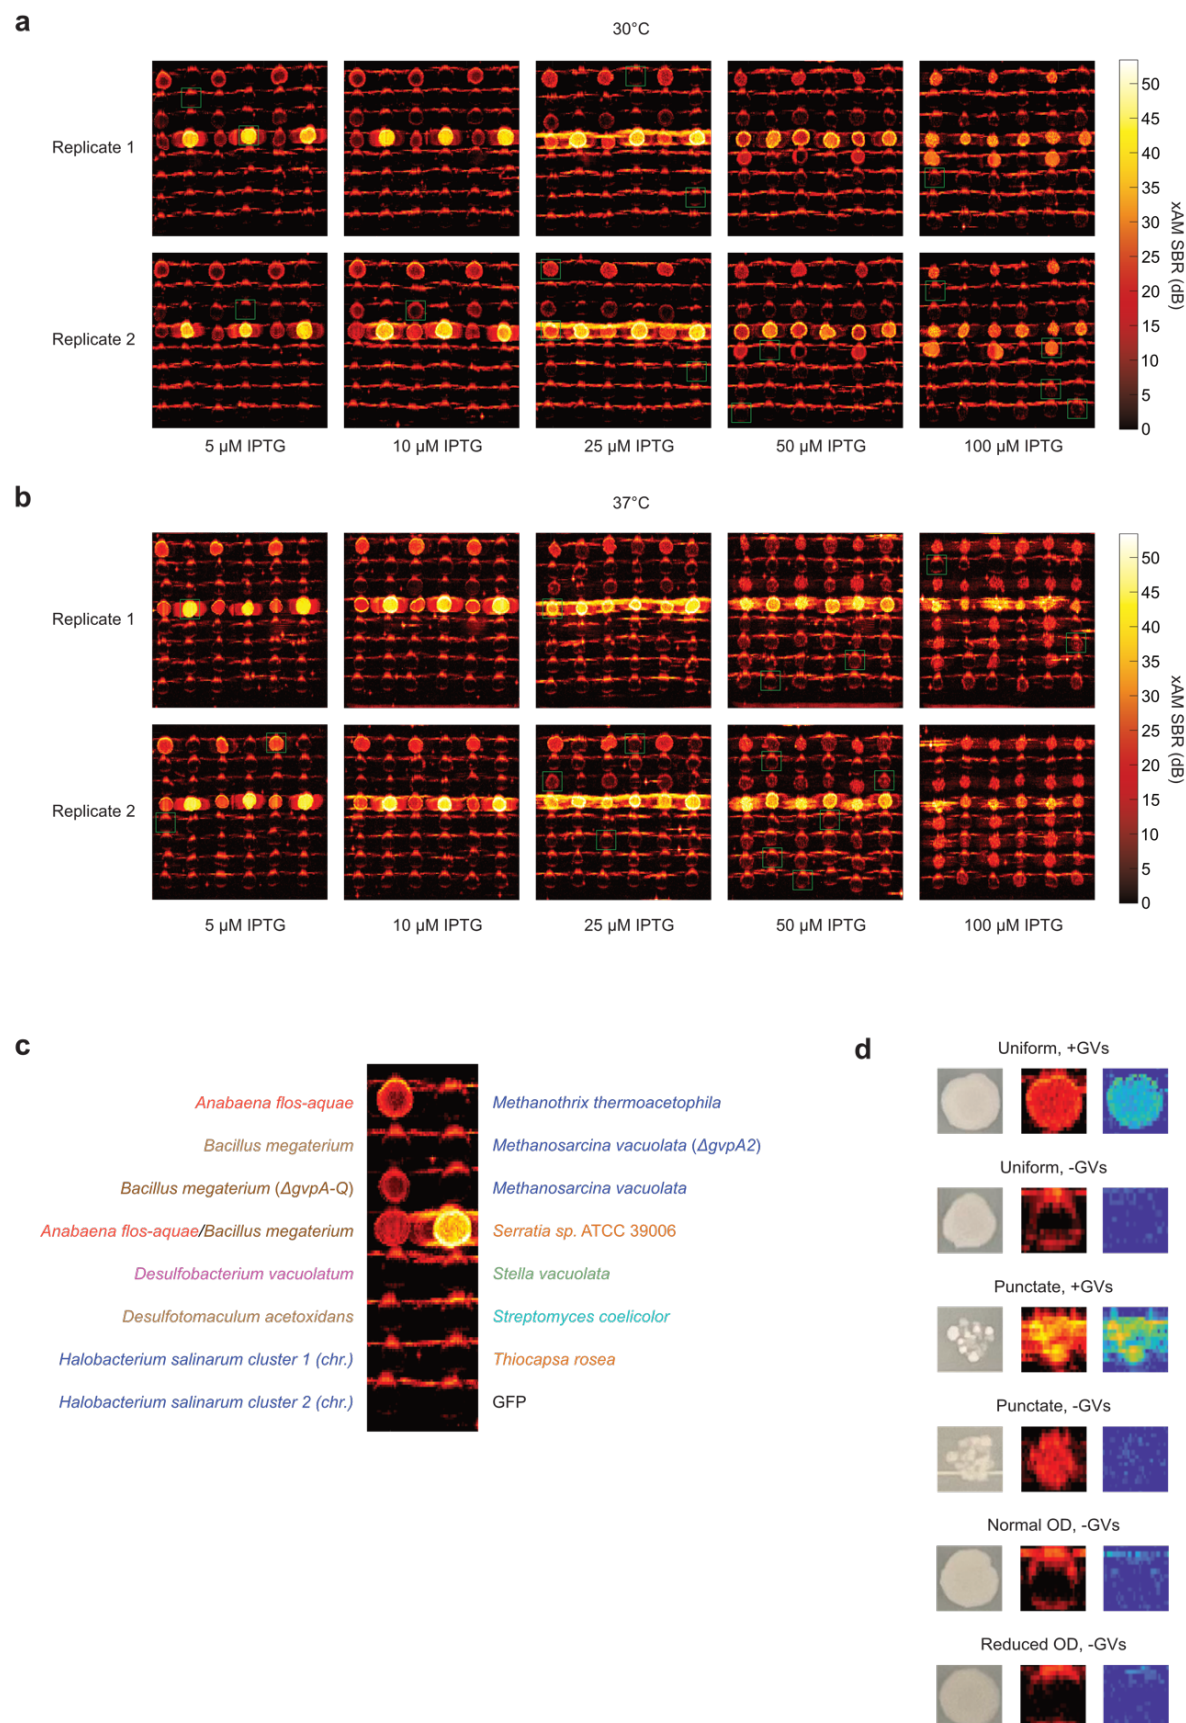 a
30°C
Replicate 1
Replicate 2
5 µM IPTG
10 µM IPTG
25 µM IPTG
50 µM IPTG
100 µM IPTG
50
45
40
35
30
25
20
15
10
5
0
xAM SBR (dB)
b
37°C
Replicate 1
Replicate 2
5 µM IPTG
10 µM IPTG
25 µM IPTG
50 µM IPTG
100 µM IPTG
50
45
40
35
30
25
20
15
10
5
0
xAM SBR (dB)
c
Anabaena flos-aquae
Bacillus megaterium
Bacillus megaterium (ΔgvpA-Q)
Anabaena flos-aquae/Bacillus megaterium
Desulfobacterium vacuolatum
Desulfotomaculum acetoxidans
Halobacterium salinarum cluster 1 (chr.)
Halobacterium salinarum cluster 2 (chr.)
Methanothrix thermoacetophila
Methanosarcina vacuolata (ΔgvpA2)
Methanosarcina vacuolata
Serratia sp. ATCC 39006
Stella vacuolata
Streptomyces coelicolor
Thiocapsa rosea
GFP
d
Uniform, +GVs
Uniform, -GVs
Punctate, +GVs
Punctate, -GVs
Normal OD, -GVs
Reduced OD, -GVs